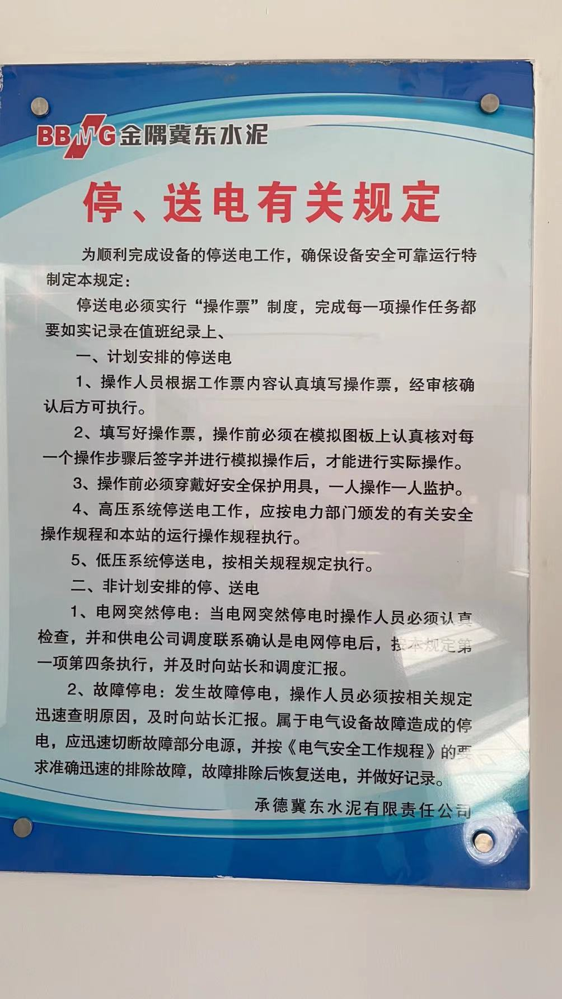 BBMG金隅冀东水泥
停、送电有关规定
为顺利完成设备的停送电工作，确保设备安全可靠运行特
制定本规定：
停送电必须实行“操作票”制度，完成每一项操作任务都
要如实记录在值班纪录上、
一、计划安排的停送电
1、操作人员根据工作票内容认真填写操作票，经审核确
认后方可执行。
2、填写好操作票，操作前必须在模拟图板上认真核对每
一个操作步骤后签字并进行模拟操作后，才能进行实际操作。
3、操作前必须穿戴好安全保护用具，一人操作一人监护。
4、高压系统停送电工作，应按电力部门颁发的有关安全
操作规程和本站的运行操作规程执行。
5、低压系统停送电，按相关规程规定执行。
二、非计划安排的停、送电
1、电网突然停电：当电网突然停电时操作人员必须认真
检查，并和供电公司调度联系确认是电网停电后，按本规定第
一项第四条执行，并及时向站长和调度汇报。
2、故障停电：发生故障停电，操作人员必须按相关规定
迅速查明原因，及时向站长汇报。属于电气设备故障造成的停
电，应迅速切断故障部分电源，并按《电气安全工作规程》的要
求准确迅速的排除故障，故障排除后恢复送电，并做好记录。
承德冀东水泥有限责任公司